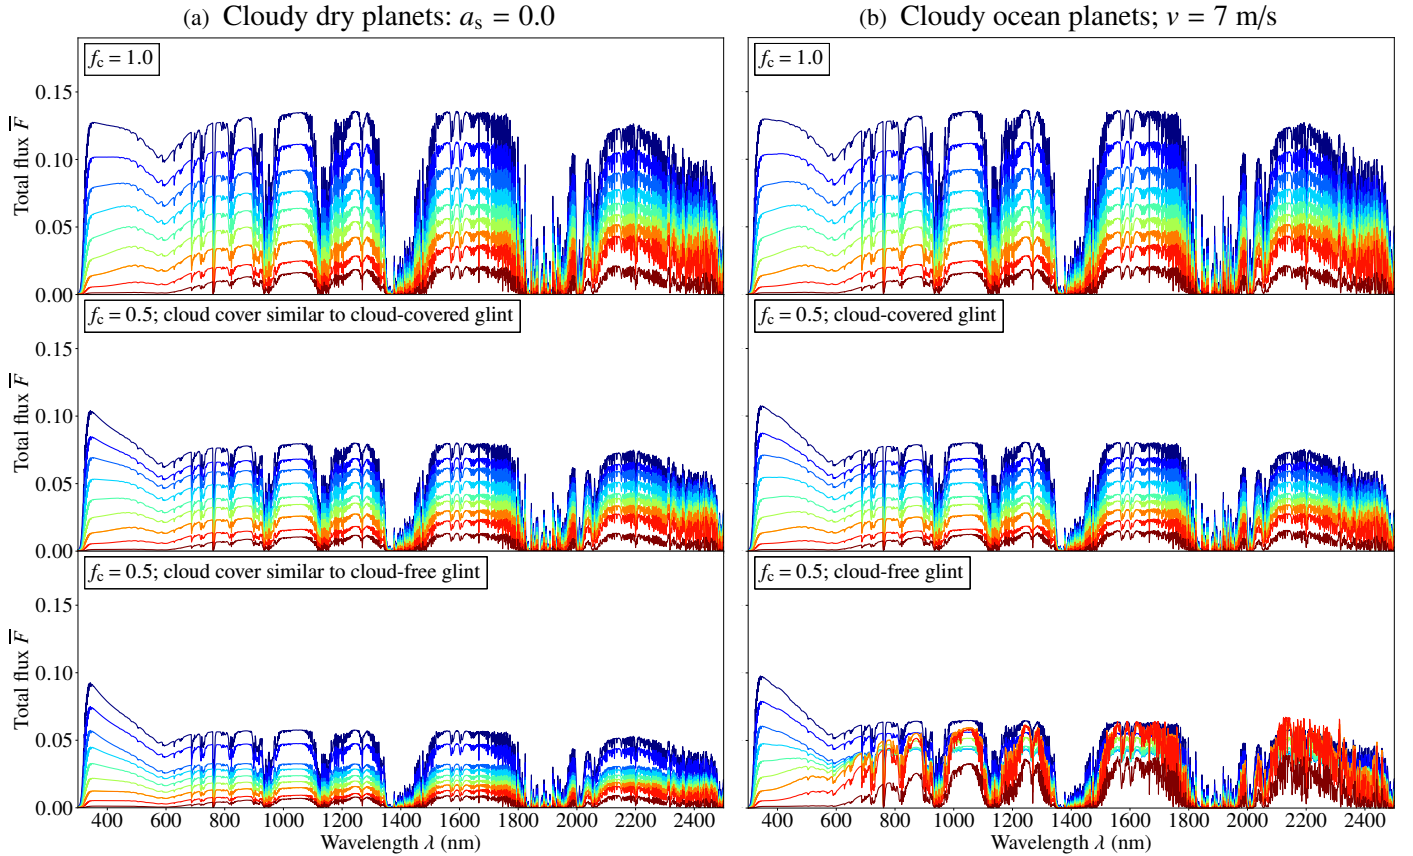 (a) Cloudy dry planets: aₛ = 0.0
(b) Cloudy ocean planets; v = 7 m/s
f_c = 1.0
f_c = 1.0
Total flux F̅
0.15
0.10
0.05
0.00
f_c = 0.5; cloud cover similar to cloud-covered glint
f_c = 0.5; cloud-covered glint
Total flux F̅
0.15
0.10
0.05
0.00
f_c = 0.5; cloud cover similar to cloud-free glint
f_c = 0.5; cloud-free glint
Total flux F̅
0.15
0.10
0.05
0.00
400 600 800 1000 1200 1400 1600 1800 2000 2200 2400
400 600 800 1000 1200 1400 1600 1800 2000 2200 2400
Wavelength λ (nm)
Wavelength λ (nm)